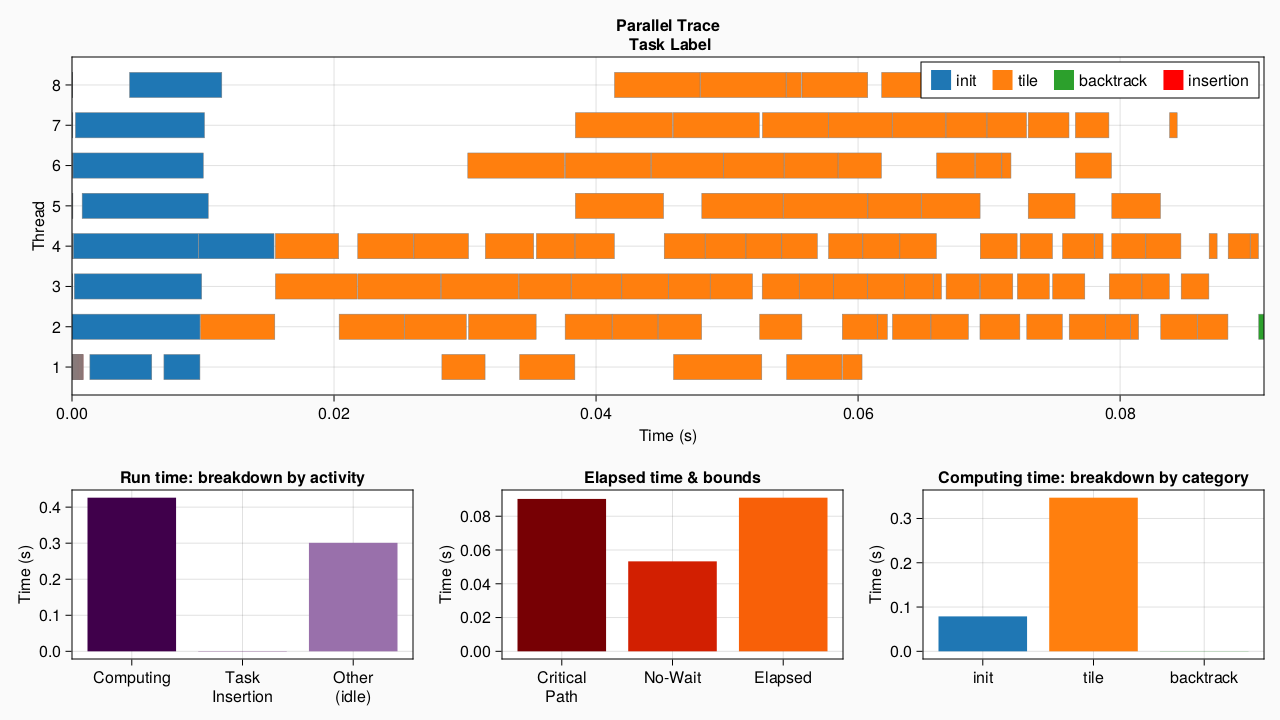 Parallel Trace
Task Label
init tile backtrack insertion
8
7
6
5
4
3
2
1
Thread
0.00 0.02 0.04 0.06 0.08
Time (s)
Run time: breakdown by activity
0.4
0.3
0.2
0.1
0.0
Time (s)
Computing Task Other
Insertion (idle)
Elapsed time & bounds
0.08
0.06
0.04
0.02
0.00
Time (s)
Critical No-Wait Elapsed
Path
Computing time: breakdown by category
0.3
0.2
0.1
0.0
Time (s)
init tile backtrack